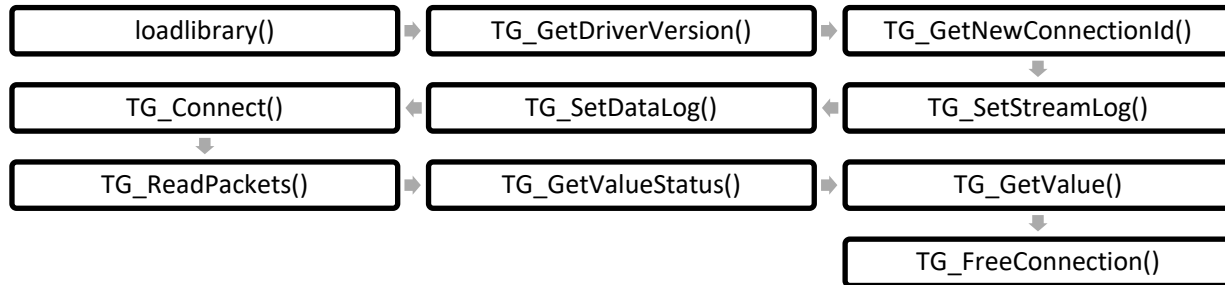 loadlibrary()
TG_GetDriverVersion()
TG_GetNewConnectionId()
TG_SetStreamLog()
TG_SetDataLog()
TG_Connect()
TG_ReadPackets()
TG_GetValueStatus()
TG_GetValue()
TG_FreeConnection()